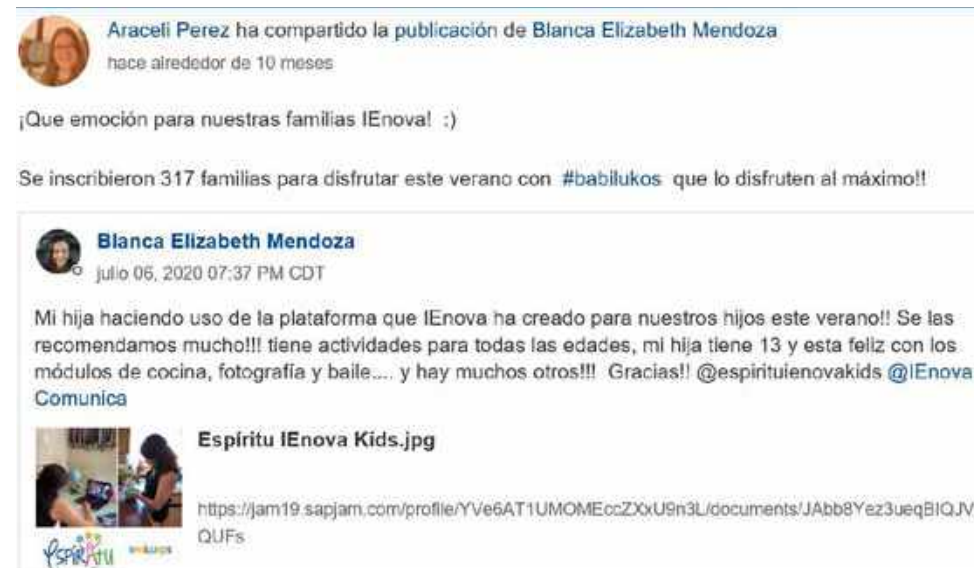 Araceli Perez ha compartido la publicación de Blanca Elizabeth Mendoza
hace alrededor de 10 meses
¡Que emoción para nuestras familias IEnova! :)
Se inscribieron 317 familias para disfrutar este verano con #babilukos que lo disfruten al máximo!!
Blanca Elizabeth Mendoza
julio 06, 2020 07:37 PM CDT
Mi hija haciendo uso de la plataforma que IEnova ha creado para nuestros hijos este verano!! Se las
recomendamos mucho!!! tiene actividades para todas las edades, mi hija tiene 13 y esta feliz con los
módulos de cocina, fotografía y baile.... y hay muchos otros!!! Gracias!! @espirituienovakids @IEnova
Comunica
Espíritu IEnova Kids.jpg
https://jam19.sapjam.com/profile/YVe6AT1UMOMEccZXxU9n3L/documents/JAbb8Yez3ueqBIQJV
QUFs
espíritu